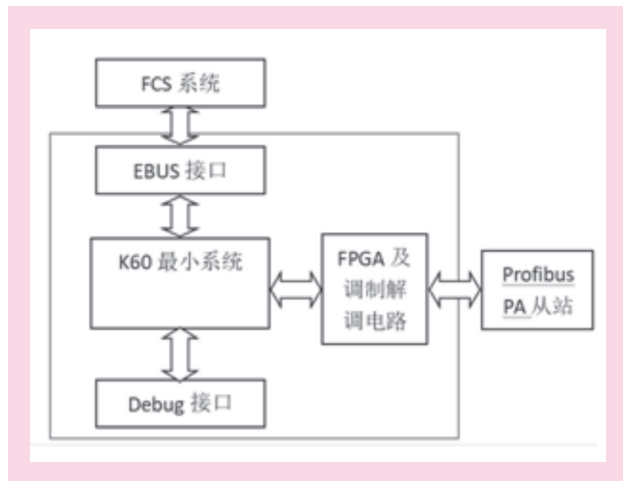 FCS 系统
EBUS 接口
K60 最小系统
FPGA 及
调制解
调电路
Profibus
PA 从站
Debug 接口